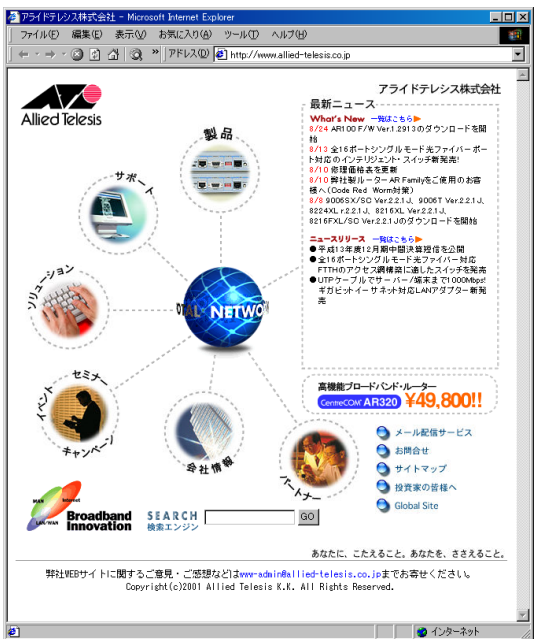 アライドテレシス株式会社 - Microsoft Internet Explorer
ファイル(F) 編集(E) 表示(V) お気に入り(A) ツール(T) ヘルプ(H)
アドレス(D) http://www.allied-telesis.co.jp
Allied Telesis
アライドテレシス株式会社
最新ニュース
What's New 一覧はこちら
8/24 AR100 F/W Ver.1.2913のダウンロードを開
始
8/13 全16ポートシングルモード光ファイバーポー
ト対応のインテリジェント・スイッチ新発売!
8/10 修理価格表を更新
8/10 弊社製ルーターAR Familyをご使用のお客
様へ(Code Red Worm対策)
8/8 9006SX/SC Ver.2.2.1J、9006T Ver.2.2.1J、
8224XL r.2.2.1J、8216XL Ver.2.2.1J、
8216FXL/SC Ver.2.2.1Jのダウンロードを開始
ニュースリリース 一覧はこちら
●平成13年度12月期中間決算短信を公開
●全16ポートシングルモード光ファイバー対応
FTTHのアクセス網構築に適したスイッチを発売
●UTPケーブルでサーバー/端末まで1000Mbps!
ギガビットイーサネット対応LANアダプター新発
売
製品
サポート
ソリューション
TAL NETWO
イベント セミナー
キャンペーン
会社情報
パートナー
高機能ブロードバンド・ルーター
CentreCOM AR320 ¥49,800!!
メール配信サービス
お問合せ
サイトマップ
投資家の皆様へ
Global Site
MAN Internet
LAN/WAN
Broadband
Innovation
SEARCH
検索エンジン
GO
あなたに、こたえること。あなたを、ささえること。
弊社WEBサイトに関するご意見・ご感想などはwww-admin@allied-telesis.co.jpまでお寄せください。
Copyright(c)2001 Allied Telesis K.K. All Rights Reserved.
インターネット